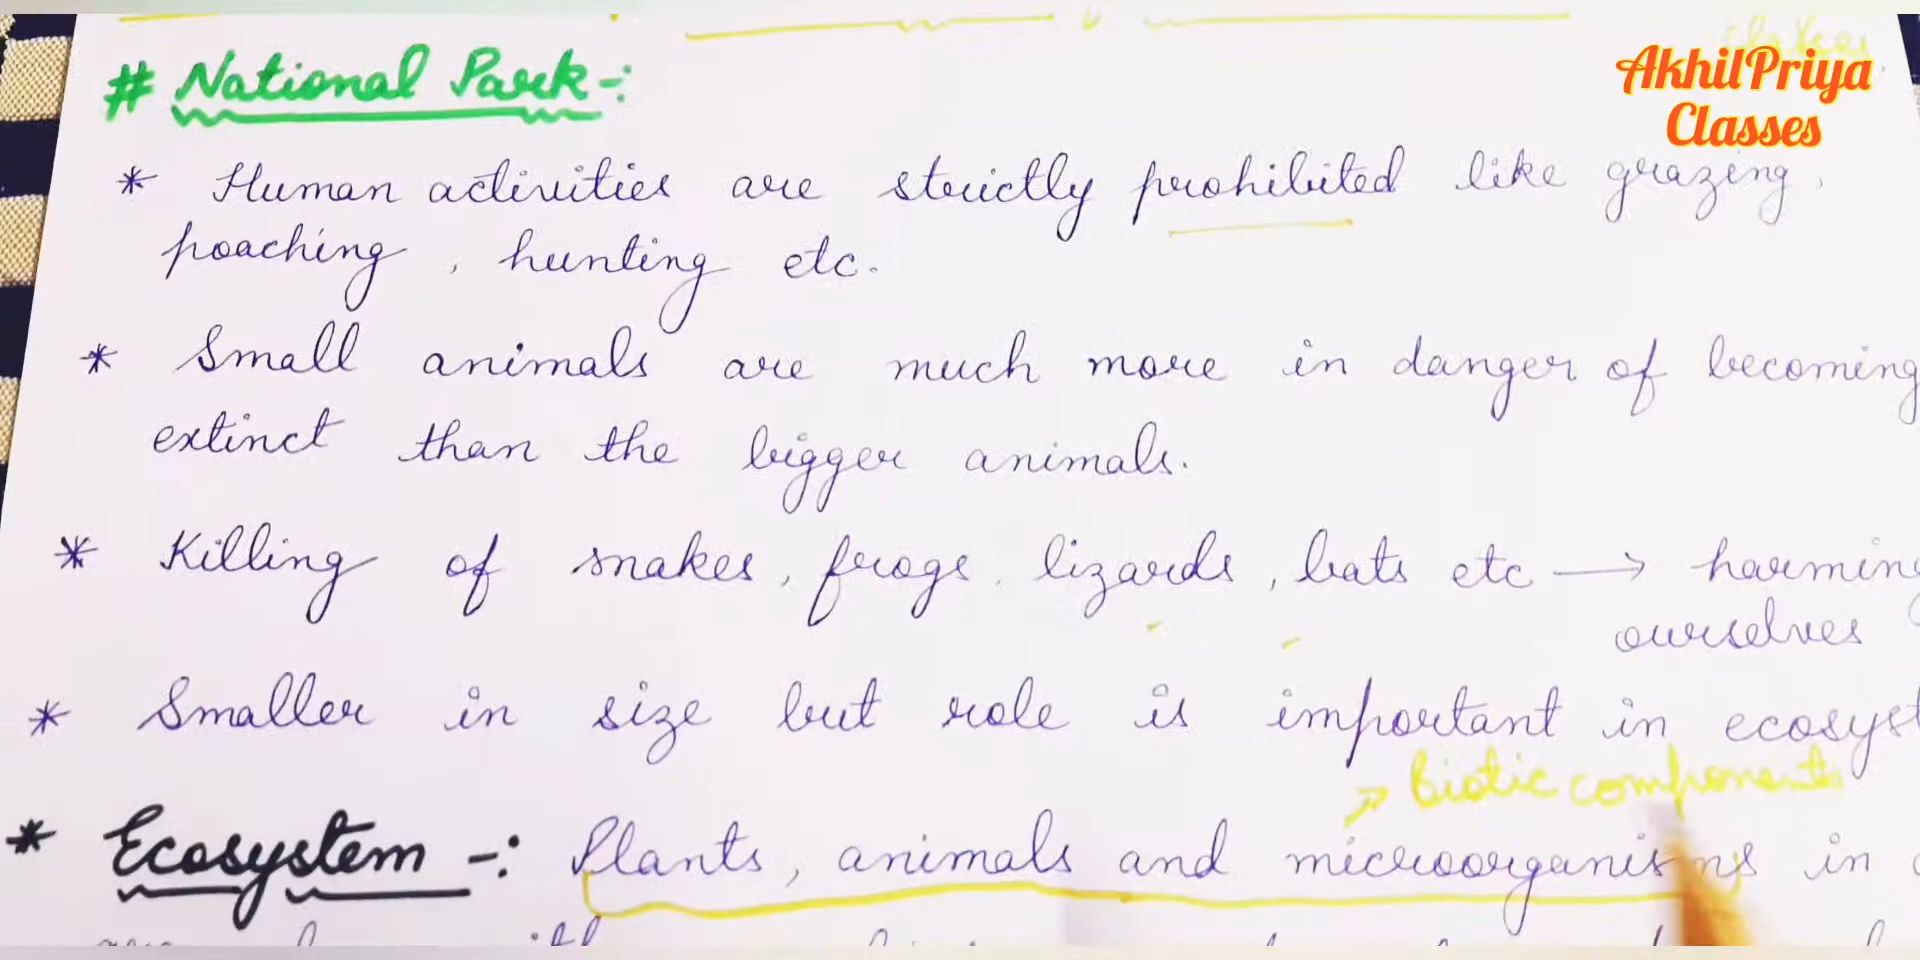 # National Park -:
AkhilPriya
Classes
* Human activities are strictly prohibited like grazing,
poaching, hunting etc.
* Small animals are much more in danger of becoming
extinct than the bigger animals.
* Killing of snakes, frogs, lizards, bats etc → harming
ourselves
* Smaller in size but role is important in ecosyst
→ Biotic components
* Ecosystem -: Plants, animals and microorganisms in